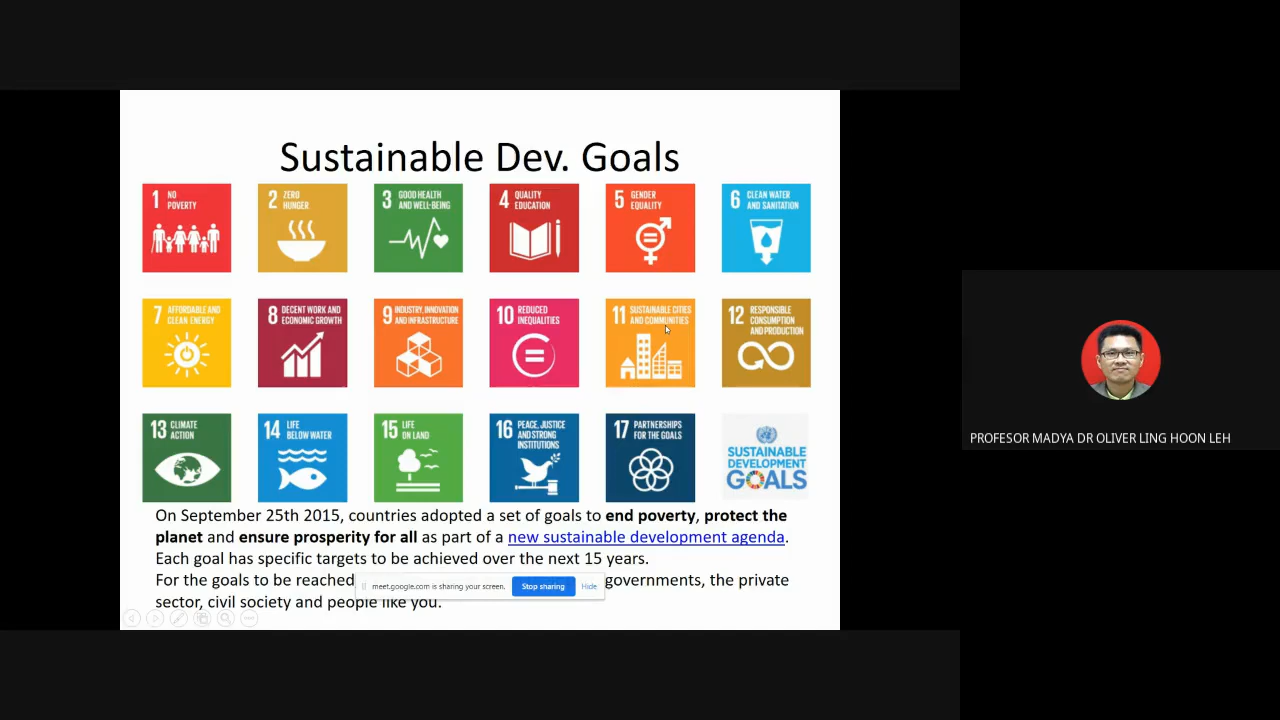 Sustainable Dev. Goals
1 NO POVERTY
2 ZERO HUNGER
3 GOOD HEALTH AND WELL-BEING
4 QUALITY EDUCATION
5 GENDER EQUALITY
6 CLEAN WATER AND SANITATION
7 AFFORDABLE AND CLEAN ENERGY
8 DECENT WORK AND ECONOMIC GROWTH
9 INDUSTRY, INNOVATION AND INFRASTRUCTURE
10 REDUCED INEQUALITIES
11 SUSTAINABLE CITIES AND COMMUNITIES
12 RESPONSIBLE CONSUMPTION AND PRODUCTION
13 CLIMATE ACTION
14 LIFE BELOW WATER
15 LIFE ON LAND
16 PEACE, JUSTICE AND STRONG INSTITUTIONS
17 PARTNERSHIPS FOR THE GOALS
SUSTAINABLE DEVELOPMENT GOALS
On September 25th 2015, countries adopted a set of goals to end poverty, protect the
planet and ensure prosperity for all as part of a new sustainable development agenda.
Each goal has specific targets to be achieved over the next 15 years.
For the goals to be reached governments, the private
sector, civil society and people like you.
meet.google.com is sharing your screen. Stop sharing Hide
PROFESOR MADYA DR OLIVER LING HOON LEH